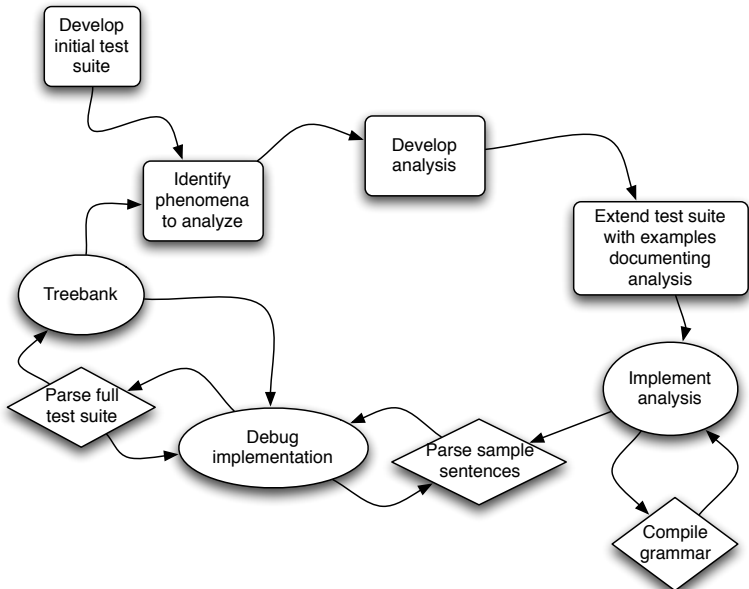 Develop
initial test
suite
Identify
phenomena
to analyze
Develop
analysis
Extend test suite
with examples
documenting
analysis
Treebank
Parse full
test suite
Debug
implementation
Parse sample
sentences
Implement
analysis
Compile
grammar